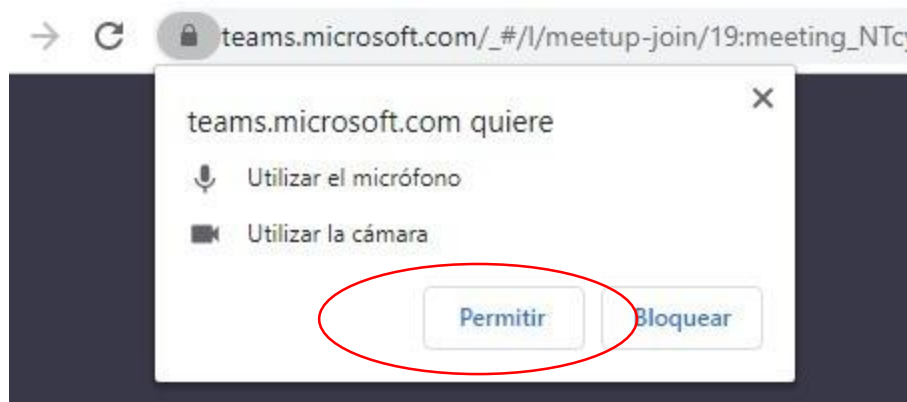 teams.microsoft.com/_#/l/meetup-join/19:meeting_NTc
teams.microsoft.com quiere
Utilizar el micrófono
Utilizar la cámara
Permitir Bloquear